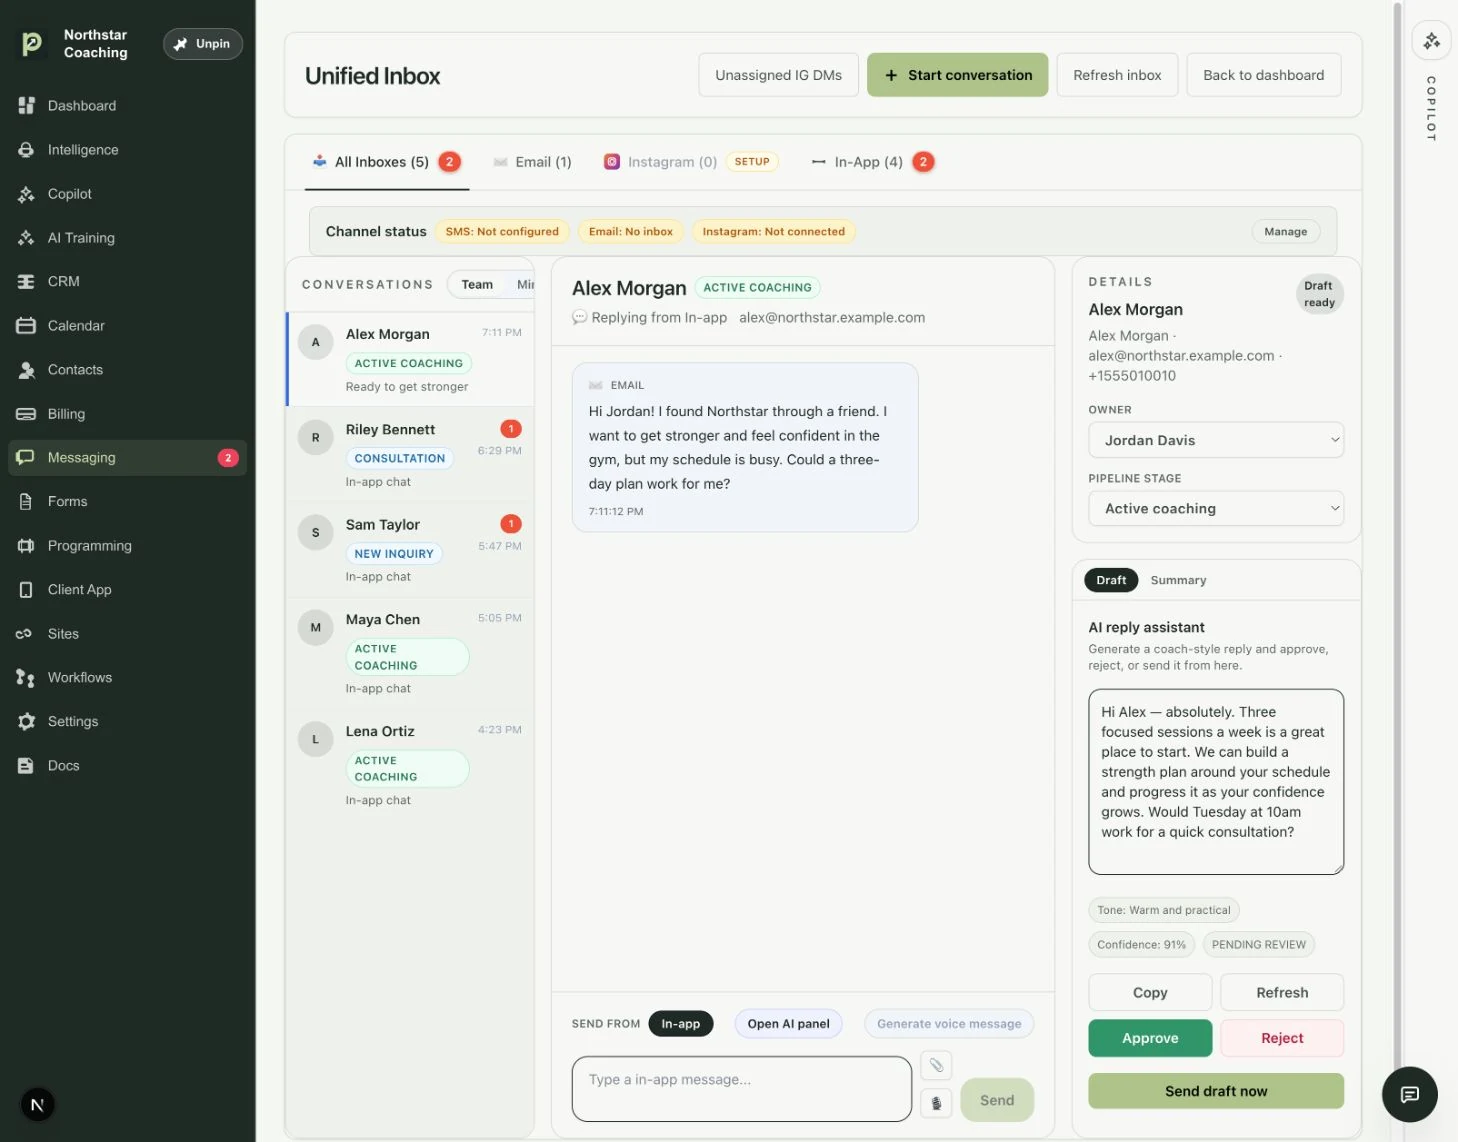 Northstar
Coaching
Unpin
Dashboard
Intelligence
Copilot
AI Training
CRM
Calendar
Contacts
Billing
Messaging 2
Forms
Programming
Client App
Sites
Workflows
Settings
Docs
N
Unified Inbox
Unassigned IG DMs
+ Start conversation
Refresh inbox
Back to dashboard
All Inboxes (5) 2
Email (1)
Instagram (0) SETUP
In-App (4) 2
Channel status
SMS: Not configured
Email: No inbox
Instagram: Not connected
Manage
CONVERSATIONS
Team
A
Alex Morgan 7:11 PM
ACTIVE COACHING
Ready to get stronger
R
Riley Bennett 1
CONSULTATION 6:29 PM
In-app chat
S
Sam Taylor 1
NEW INQUIRY 5:47 PM
In-app chat
M
Maya Chen 5:05 PM
ACTIVE
COACHING
In-app chat
L
Lena Ortiz 4:23 PM
ACTIVE
COACHING
In-app chat
Alex Morgan ACTIVE COACHING
Replying from In-app alex@northstar.example.com
EMAIL
Hi Jordan! I found Northstar through a friend. I
want to get stronger and feel confident in the
gym, but my schedule is busy. Could a three-
day plan work for me?
7:11:12 PM
SEND FROM In-app Open AI panel Generate voice message
Type a in-app message...
Send
DETAILS
Draft
ready
Alex Morgan
Alex Morgan ·
alex@northstar.example.com ·
+1555010010
OWNER
Jordan Davis
PIPELINE STAGE
Active coaching
Draft Summary
AI reply assistant
Generate a coach-style reply and approve,
reject, or send it from here.
Hi Alex — absolutely. Three
focused sessions a week is a great
place to start. We can build a
strength plan around your schedule
and progress it as your confidence
grows. Would Tuesday at 10am
work for a quick consultation?
Tone: Warm and practical
Confidence: 91% PENDING REVIEW
Copy Refresh
Approve Reject
Send draft now
COPILOT